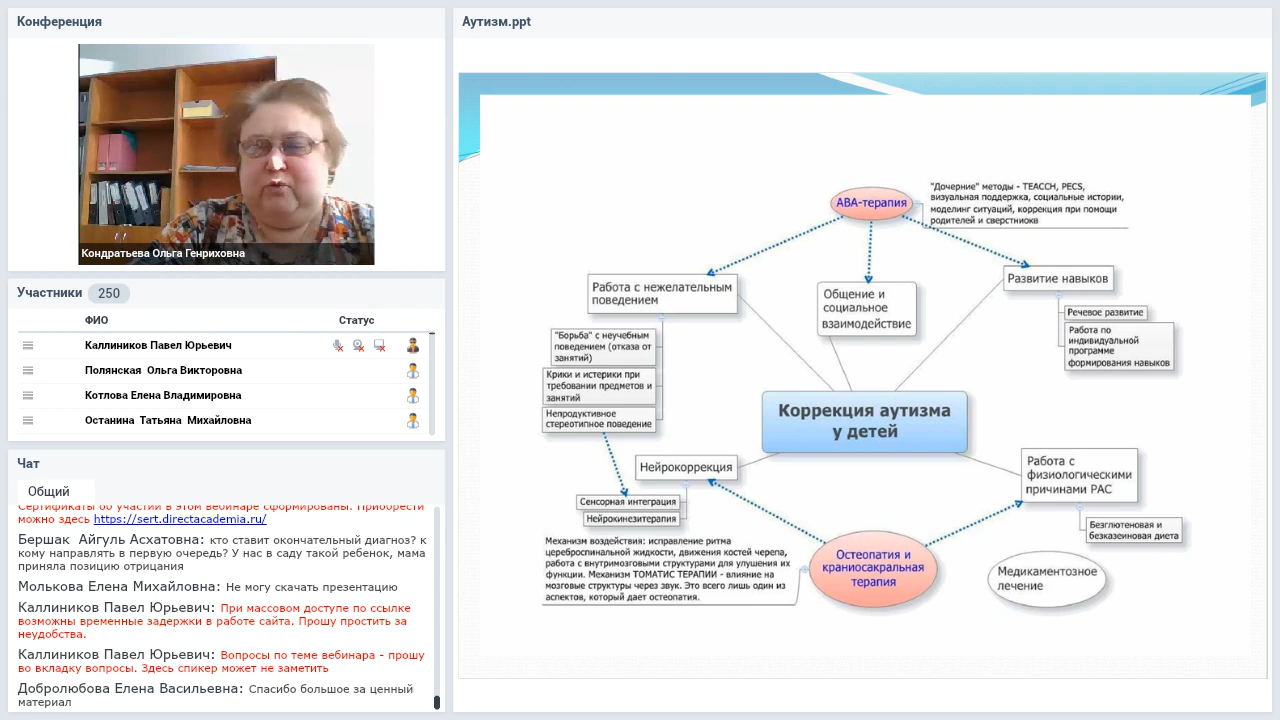 Конференция
Кондратьева Ольга Генриховна
Участники 250
ФИО Статус
Каллиников Павел Юрьевич
Полянская Ольга Викторовна
Котлова Елена Владимировна
Останина Татьяна Михайловна
Чат
Общий
Сертификаты об участии в этом вебинаре сформированы. Приобрести
можно здесь https://sert.directacademia.ru/
Бершак Айгуль Асхатовна: кто ставит окончательный диагноз? к
кому направлять в первую очередь? У нас в саду такой ребенок, мама
приняла позицию отрицания
Молькова Елена Михайловна: Не могу скачать презентацию
Каллиников Павел Юрьевич: При массовом доступе по ссылке
возможны временные задержки в работе сайта. Прошу простить за
неудобства.
Каллиников Павел Юрьевич: Вопросы по теме вебинара - прошу
во вкладку вопросы. Здесь спикер может не заметить
Добролюбова Елена Васильевна: Спасибо большое за ценный
материал
Аутизм.ppt
АВА-терапия
"Дочерние" методы - TEACCH, PECS,
визуальная поддержка, социальные истории,
моделинг ситуаций, коррекция при помощи
родителей и сверстниокв
Работа с нежелательным
поведением
Общение и
социальное
взаимодействие
Развитие навыков
Речевое развитие
Работа по
индивидуальной
программе
формирования навыков
"Борьба" с неучебным
поведением (отказа от
занятий)
Крики и истерики при
требовании предметов и
занятий
Непродуктивное
стереотипное поведение
Коррекция аутизма
у детей
Нейрокоррекция
Сенсорная интеграция
Нейрокинезитерапия
Работа с
физиологическими
причинами РАС
Безглютеновая и
безказеиновая диета
Механизм воздействия: исправление ритма
цереброспинальной жидкости, движения костей черепа,
работа с внутримозговыми структурами для улушения их
функции. Механизм ТОМАТИС ТЕРАПИИ - влияние на
мозговые структуры через звук. Это всего лишь один из
аспектов, который дает остеопатия.
Остеопатия и
краниосакральная
терапия
Медикаментозное
лечение